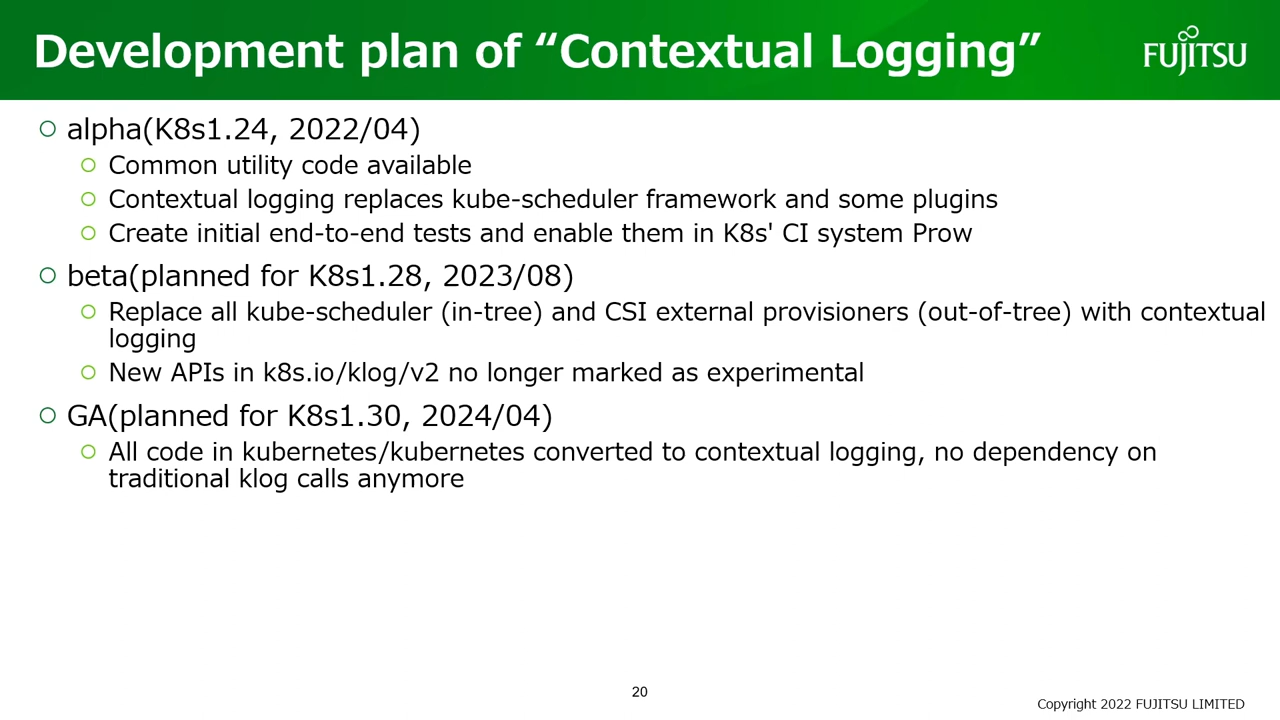 Development plan of “Contextual Logging”
FUJITSU
alpha(K8s1.24, 2022/04)
Common utility code available
Contextual logging replaces kube-scheduler framework and some plugins
Create initial end-to-end tests and enable them in K8s' CI system Prow
beta(planned for K8s1.28, 2023/08)
Replace all kube-scheduler (in-tree) and CSI external provisioners (out-of-tree) with contextual
logging
New APIs in k8s.io/klog/v2 no longer marked as experimental
GA(planned for K8s1.30, 2024/04)
All code in kubernetes/kubernetes converted to contextual logging, no dependency on
traditional klog calls anymore
20
Copyright 2022 FUJITSU LIMITED